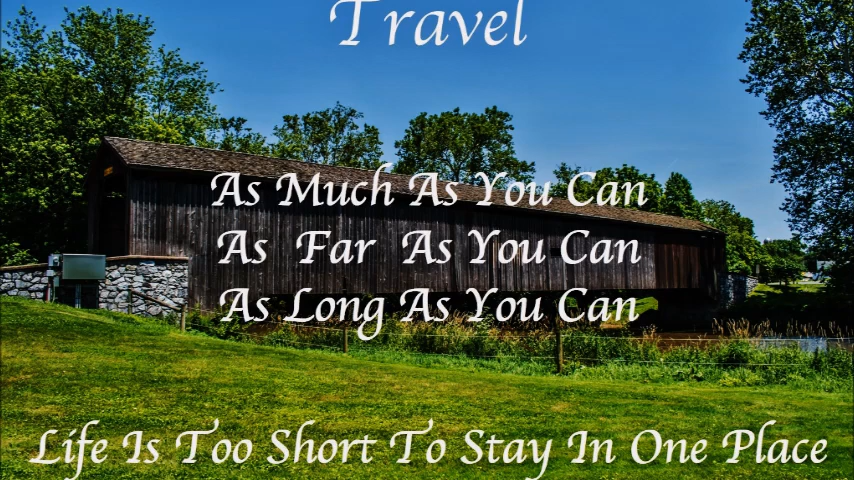 Travel
As Much As You Can
As Far As You Can
As Long As You Can
Life Is Too Short To Stay In One Place